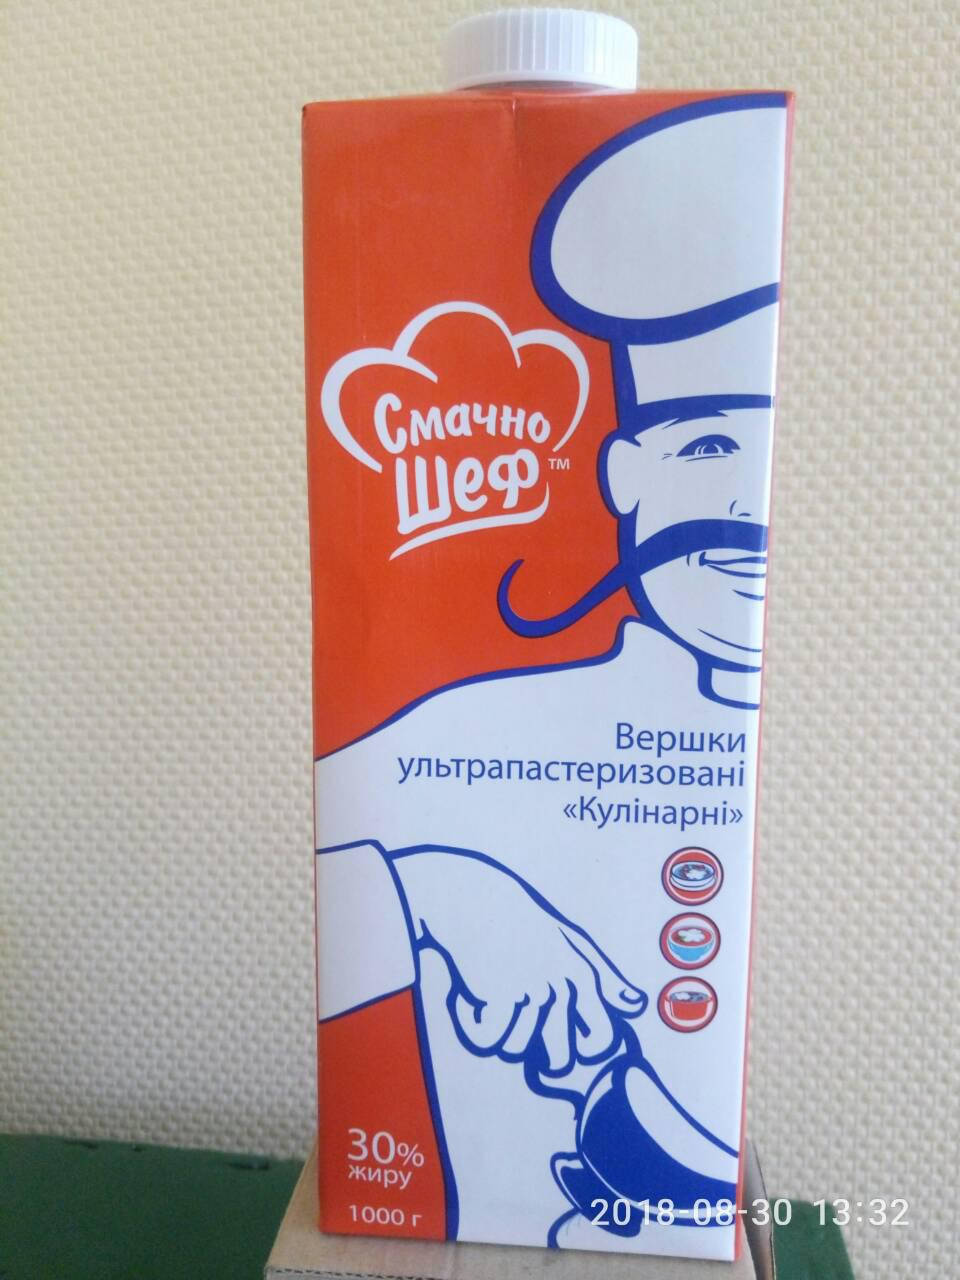 Смачно
Шеф™
Вершки
ультрапастеризовані
«Кулінарні»
30%
жиру
1000 г
2018-08-30 13:32